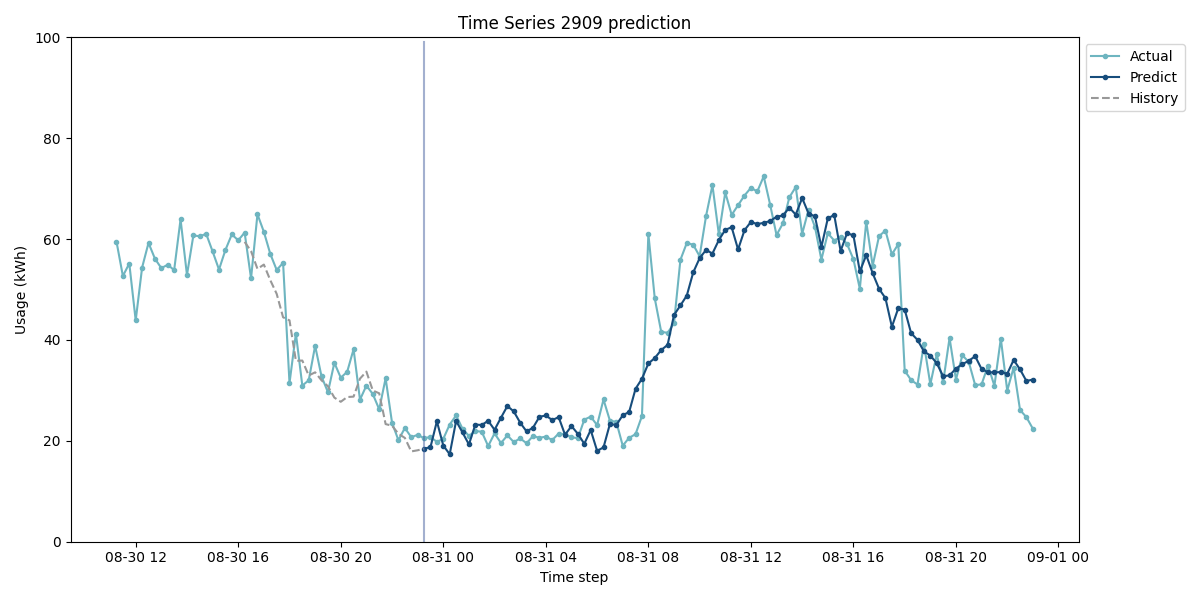 Time Series 2909 prediction
100
80
60
40
20
0
Usage (kWh)
08-30 12
08-30 16
08-30 20
08-31 00
08-31 04
08-31 08
08-31 12
08-31 16
08-31 20
09-01 00
Time step
Actual
Predict
History